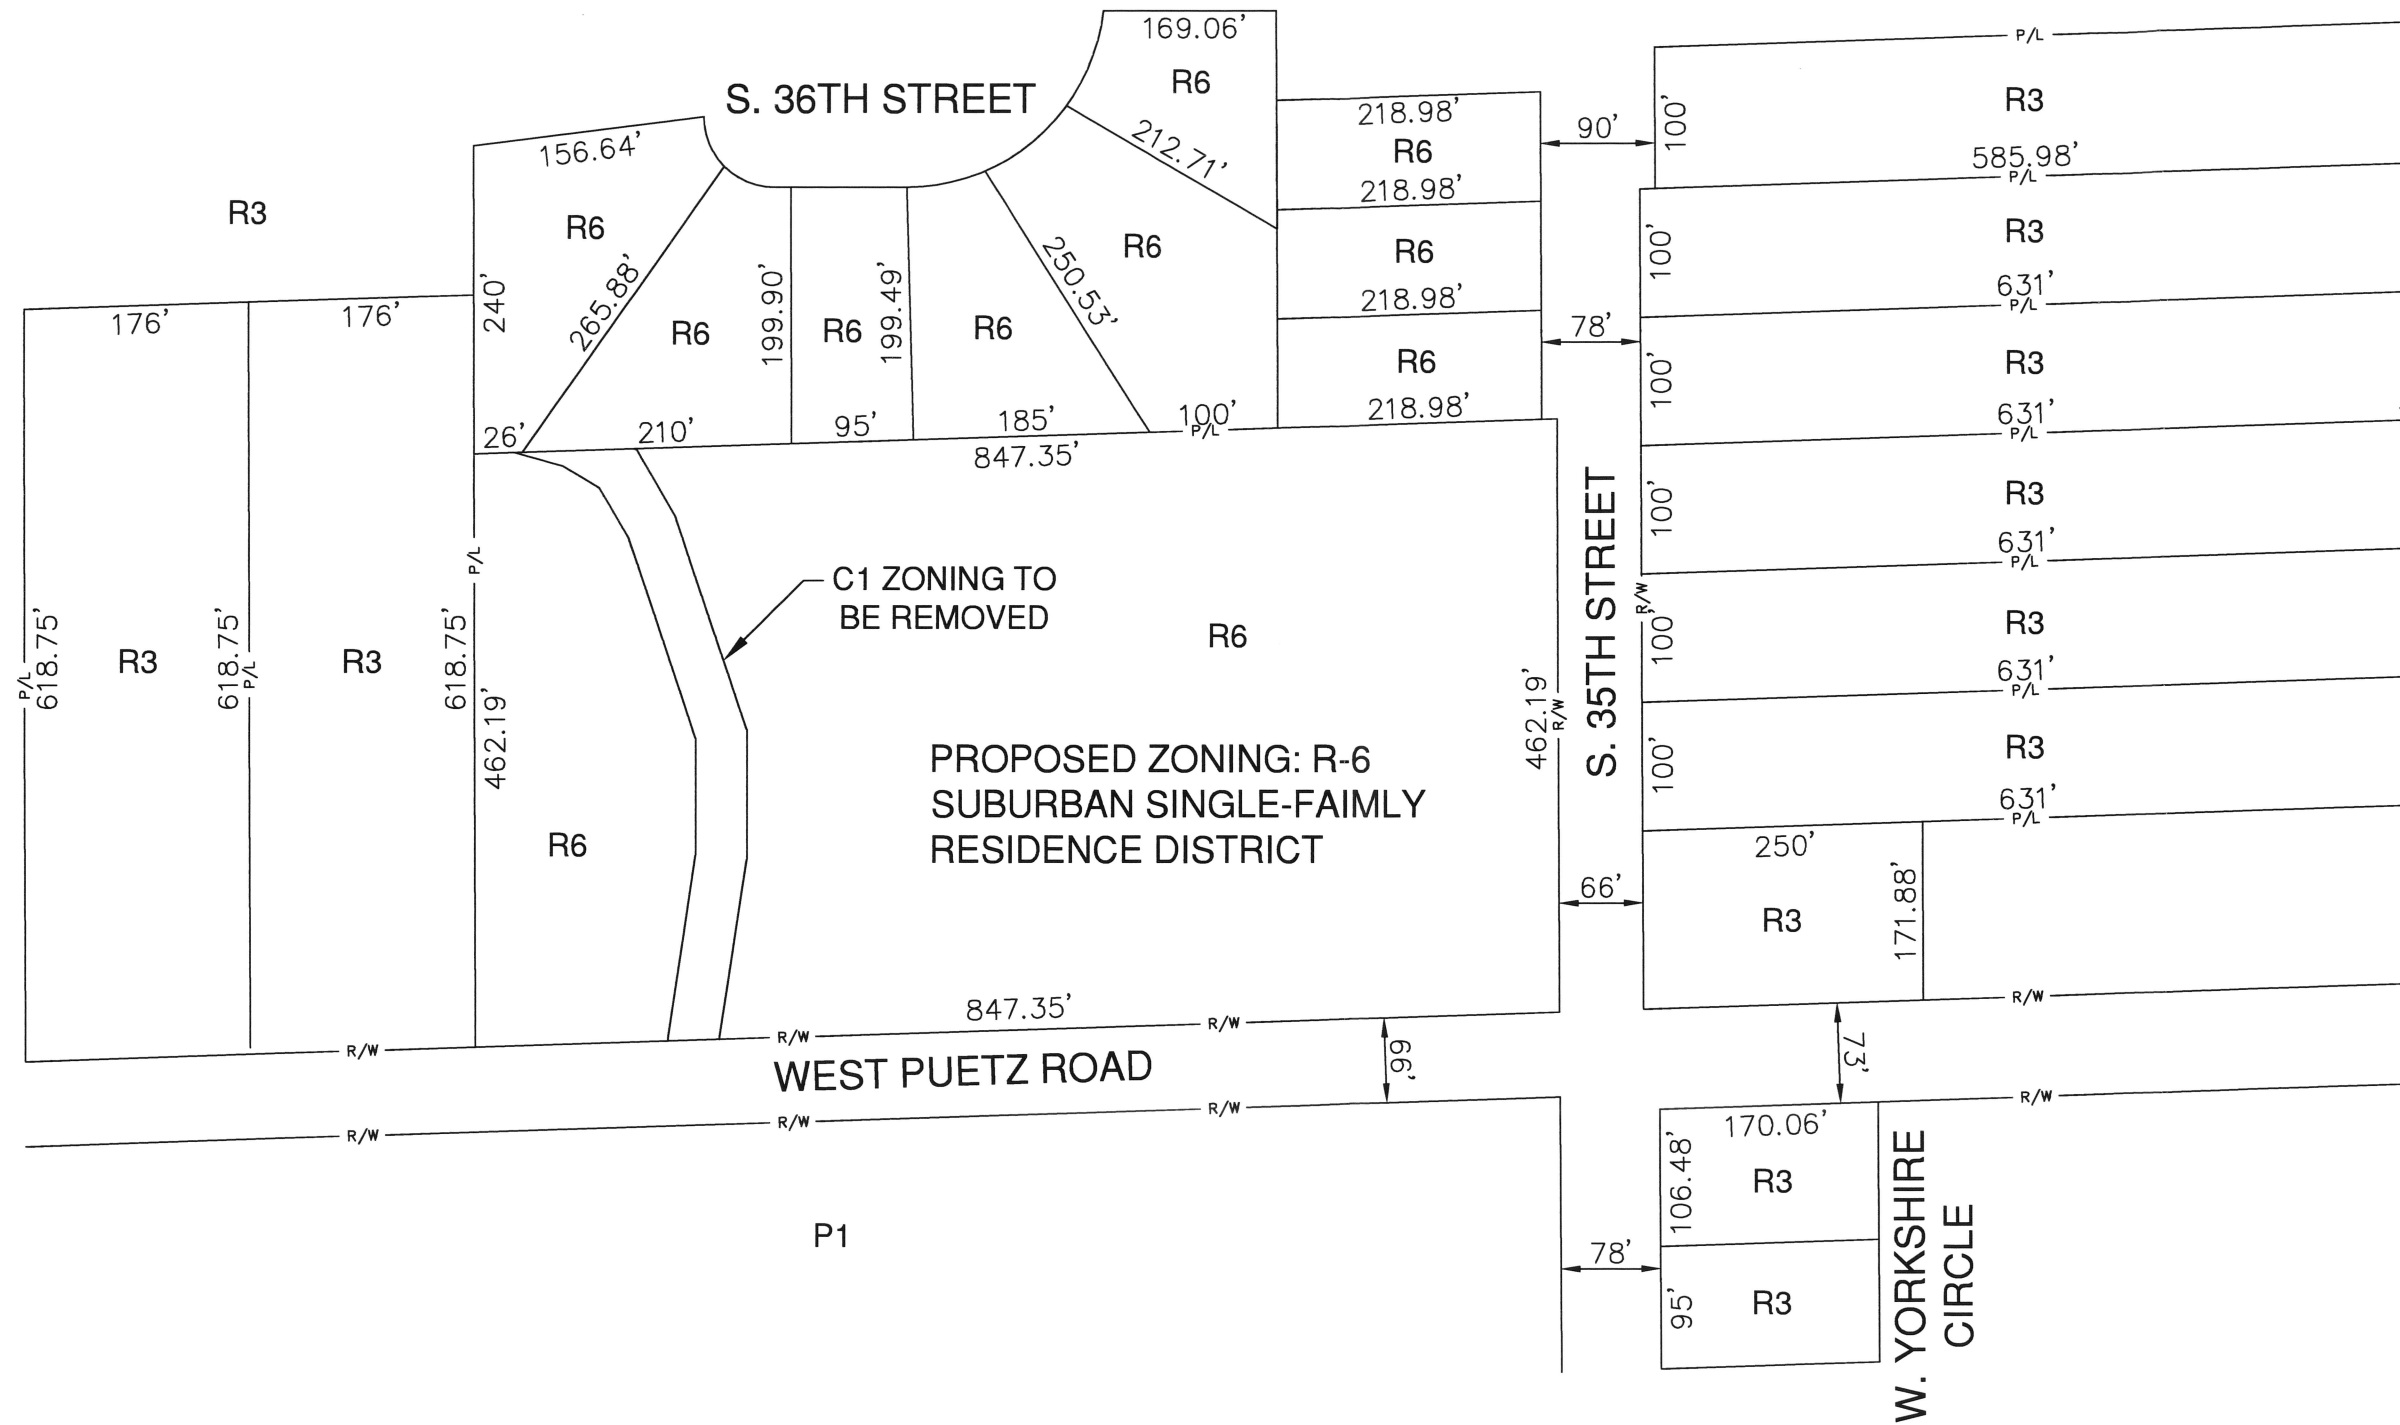 169.06’
P/L
S. 36TH STREET
R6
R3
218.98’
100’
90’
156.64’
212.71’
R6
585.98’
P/L
218.98’
R3
R6
R6
R6
R3
100’
265.88’
250.53’
199.90’
199.49’
240’
631’
P/L
218.98’
78’
176’
176’
R6
R6
R6
R6
R3
100’
26’
210’
95’
185’
100’
P/L
218.98’
631’
P/L
847.35’
R3
100’
P/L
631’
P/L
C1 ZONING TO
BE REMOVED
S. 35TH STREET
R/W
R6
R3
100’
618.75’
P/L
R3
618.75’
P/L
R3
618.75’
462.19’
462.19’
R/W
631’
P/L
PROPOSED ZONING: R-6
SUBURBAN SINGLE-FAIMLY
RESIDENCE DISTRICT
R3
100’
631’
P/L
R6
250’
66’
R3
171.88’
847.35’
R/W
R/W
R/W
R/W
WEST PUETZ ROAD
66’
73’
R/W
R/W
R/W
R/W
170.06’
106.48’
R3
P1
78’
95’
R3
W. YORKSHIRE
CIRCLE